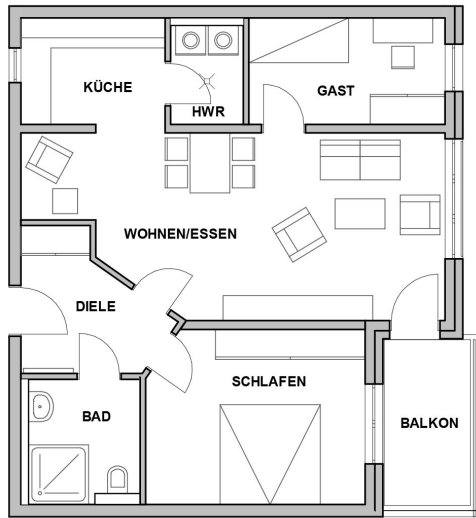 KÜCHE
HWR
GAST
WOHNEN/ESSEN
DIELE
SCHLAFEN
BAD
BALKON